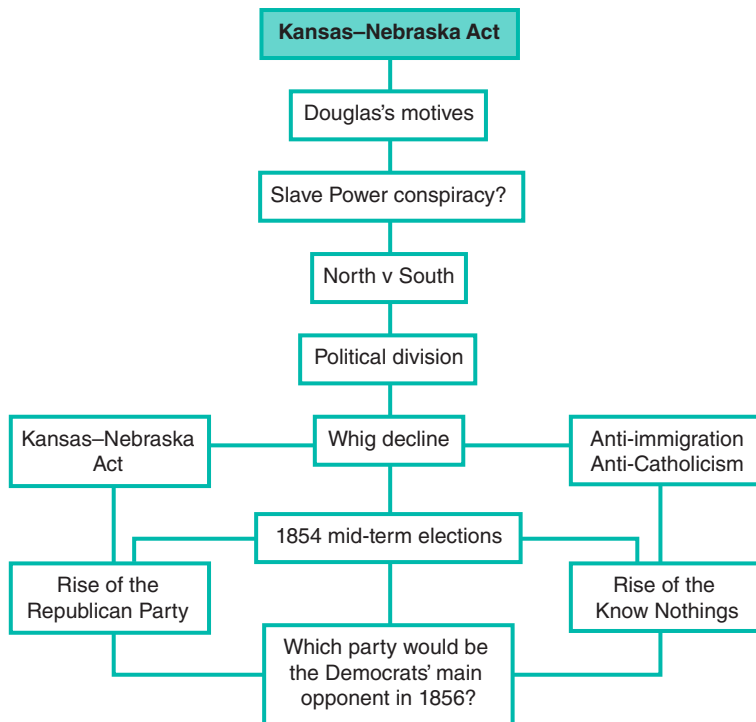 Kansas–Nebraska Act
Douglas's motives
Slave Power conspiracy?
North v South
Political division
Kansas–Nebraska
Act
Whig decline
Anti-immigration
Anti-Catholicism
1854 mid-term elections
Rise of the
Republican Party
Rise of the
Know Nothings
Which party would be
the Democrats' main
opponent in 1856?